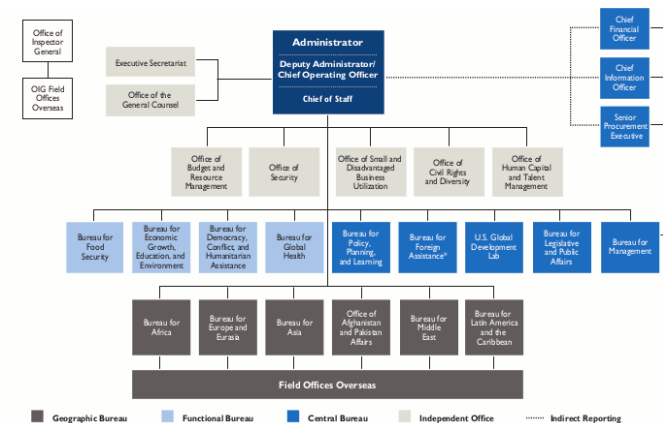 Office of
Inspector
General
OIG Field
Offices
Overseas
Executive Secretariat
Office of the
General Counsel
Administrator
Deputy Administrator/
Chief Operating Officer
Chief of Staff
Chief
Financial
Officer
Chief
Information
Officer
Senior
Procurement
Executive
Office of
Budget and
Resource
Management
Office of
Security
Office of Small and
Disadvantaged
Business
Utilization
Office of
Civil Rights
and Diversity
Office of
Human Capital
and Talent
Management
Bureau for
Food
Security
Bureau for
Economic
Growth,
Education, and
Environment
Bureau for
Democracy,
Conflict, and
Humanitarian
Assistance
Bureau for
Global
Health
Bureau for
Policy,
Planning,
and Learning
Bureau for
Foreign
Assistance*
U.S. Global
Development
Lab
Bureau for
Legislative
and Public
Affairs
Bureau for
Management
Bureau for
Africa
Bureau for
Europe and
Eurasia
Bureau for
Asia
Office of
Afghanistan
and Pakistan
Affairs
Bureau for
Middle
East
Bureau for
Latin America
and the
Caribbean
Field Offices Overseas
Geographic Bureau
Functional Bureau
Central Bureau
Independent Office
Indirect Reporting